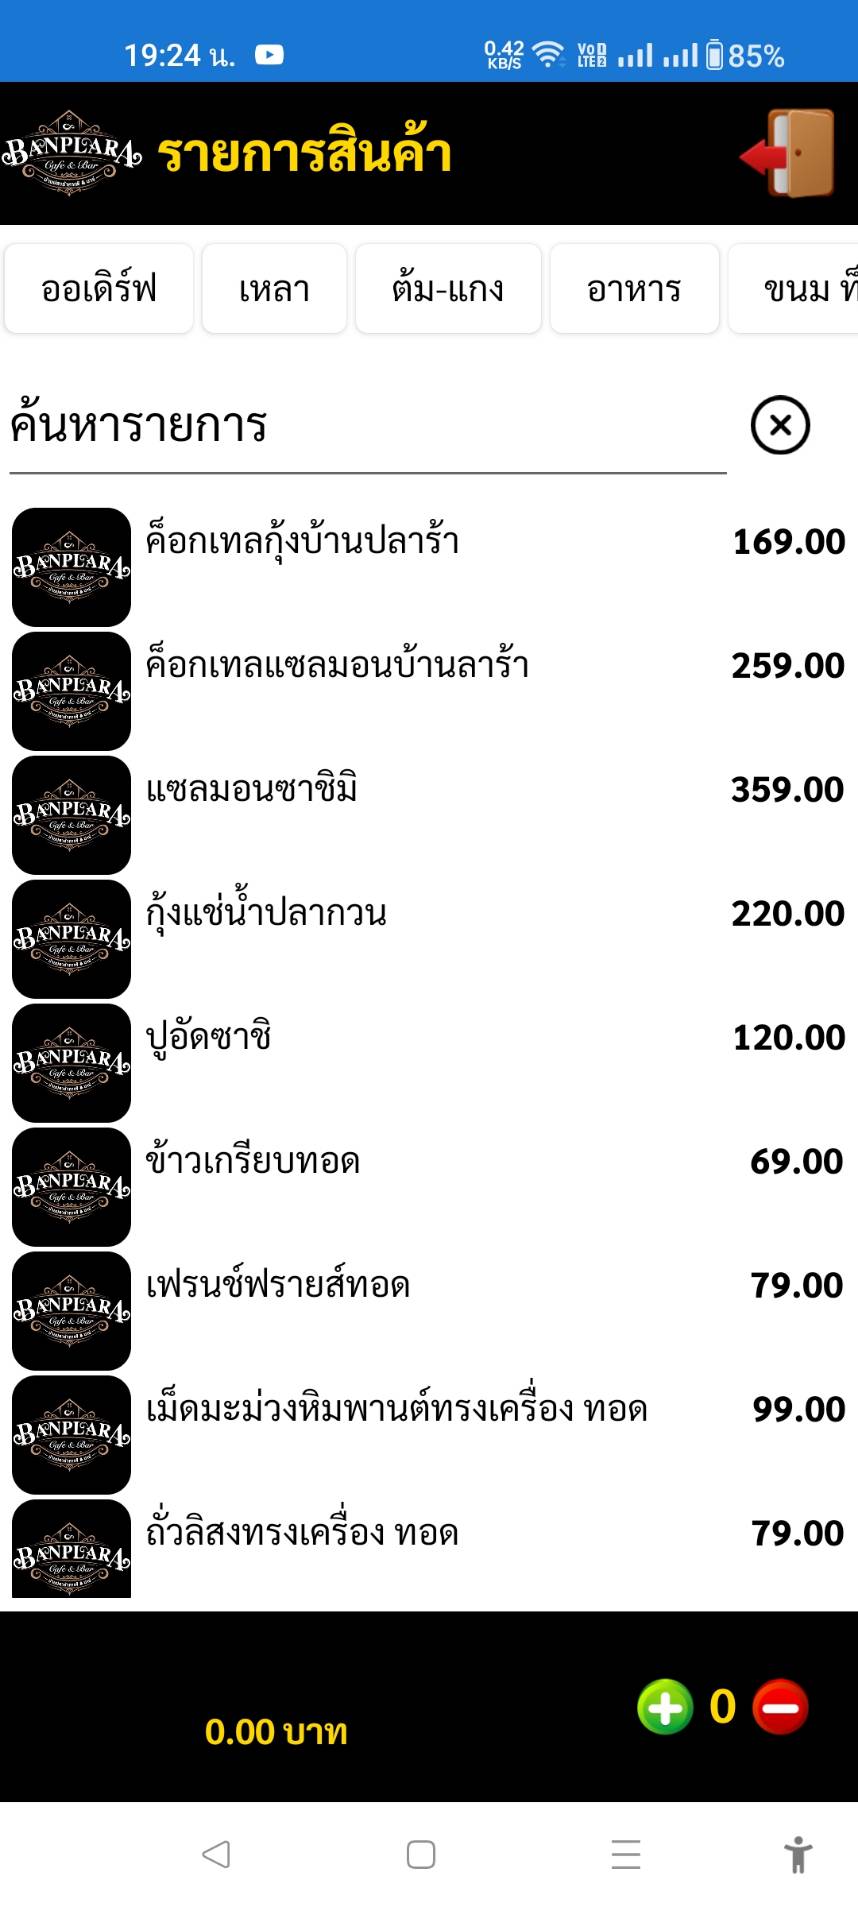 19:24 น.
0.42 KB/S VoD LTE 2 85%
BANPLARA
Cafe & Bar
รายการสินค้า
ออเดิร์ฟ
เหลา
ต้ม-แกง
อาหาร
ขนม ท็
ค้นหารายการ
BANPLARA
Cafe & Bar
ค็อกเทลกุ้งบ้านปลาร้า 169.00
BANPLARA
Cafe & Bar
ค็อกเทลแซลมอนบ้านลาร้า 259.00
BANPLARA
Cafe & Bar
แซลมอนซาชิมิ 359.00
BANPLARA
Cafe & Bar
กุ้งแช่น้ำปลากวน 220.00
BANPLARA
Cafe & Bar
ปูอัดซาชิ 120.00
BANPLARA
Cafe & Bar
ข้าวเกรียบทอด 69.00
BANPLARA
Cafe & Bar
เฟรนช์ฟรายส์ทอด 79.00
BANPLARA
Cafe & Bar
เม็ดมะม่วงหิมพานต์ทรงเครื่อง ทอด 99.00
BANPLARA
Cafe & Bar
ถั่วลิสงทรงเครื่อง ทอด 79.00
0.00 บาท
0